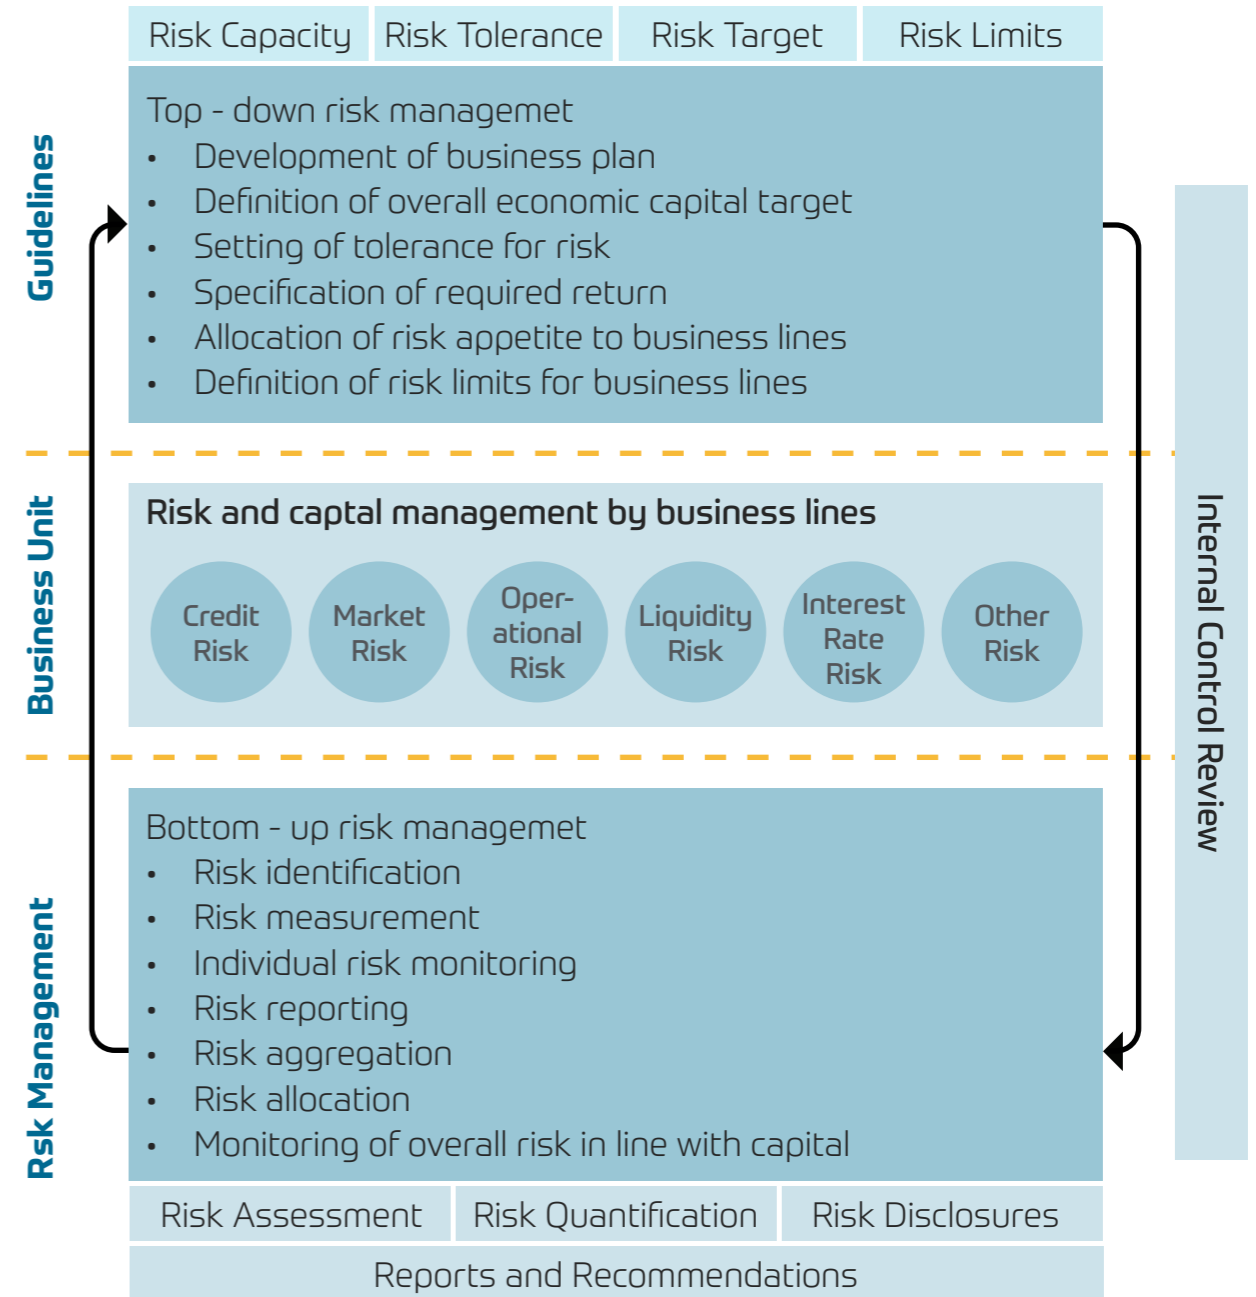 Risk Capacity
Risk Tolerance
Risk Target
Risk Limits
Guidelines
Top - down risk managemet
• Development of business plan
• Definition of overall economic capital target
• Setting of tolerance for risk
• Specification of required return
• Allocation of risk appetite to business lines
• Definition of risk limits for business lines
Business Unit
Risk and captal management by business lines
Credit
Risk
Market
Risk
Oper-
ational
Risk
Liquidity
Risk
Interest
Rate
Risk
Other
Risk
Internal Control Review
Rsk Management
Bottom - up risk managemet
• Risk identification
• Risk measurement
• Individual risk monitoring
• Risk reporting
• Risk aggregation
• Risk allocation
• Monitoring of overall risk in line with capital
Risk Assessment
Risk Quantification
Risk Disclosures
Reports and Recommendations